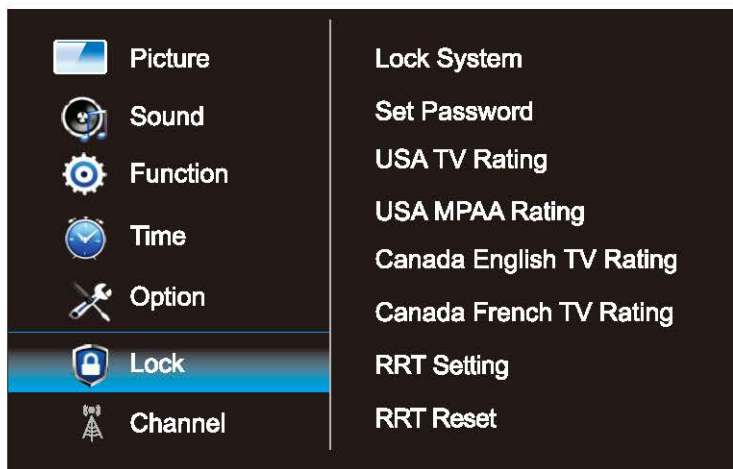 Picture
Sound
Function
Time
Option
Lock
Channel
Lock System
Set Password
USA TV Rating
USA MPAA Rating
Canada English TV Rating
Canada French TV Rating
RRT Setting
RRT Reset